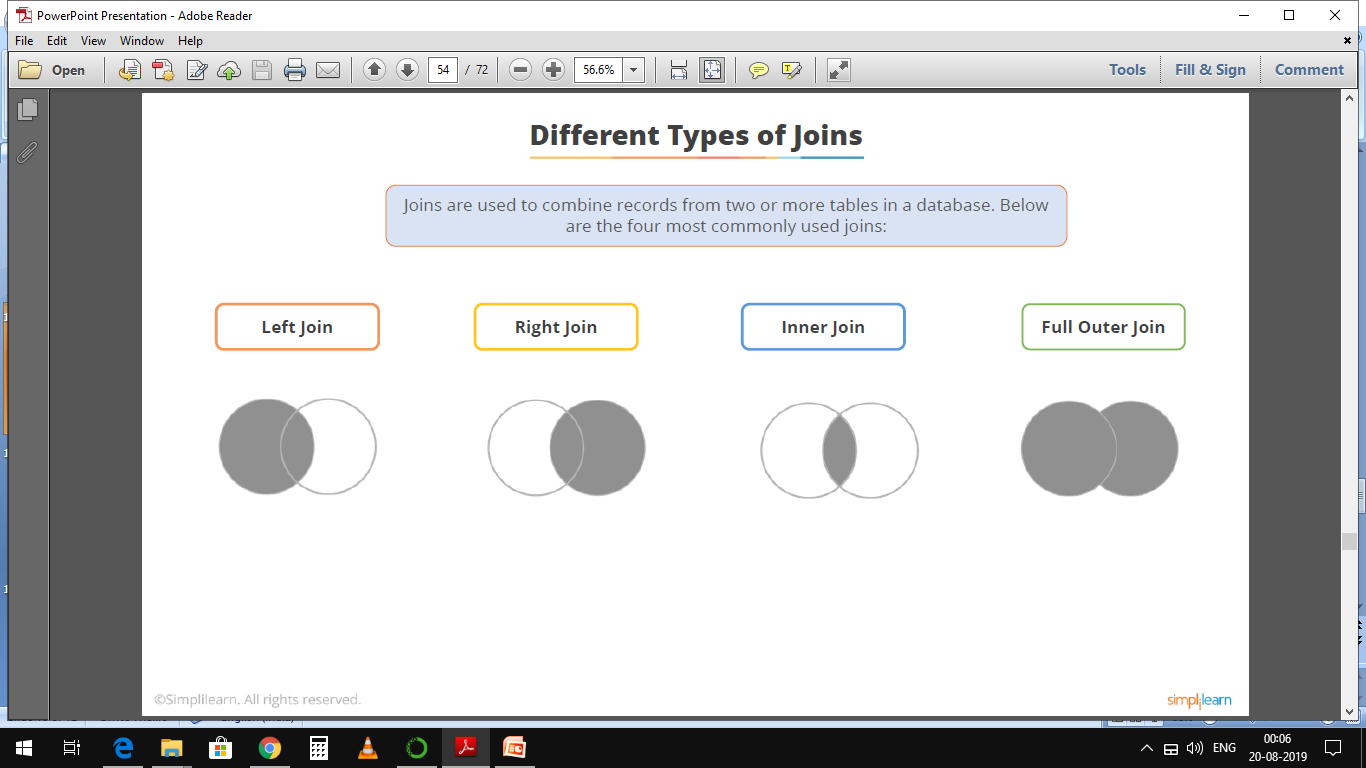 PowerPoint Presentation - Adobe Reader
File Edit View Window Help
Open 54 / 72 56.6% Tools Fill & Sign Comment
Different Types of Joins
Joins are used to combine records from two or more tables in a database. Below
are the four most commonly used joins:
Left Join Right Join Inner Join Full Outer Join
©Simplilearn. All rights reserved.
simplilearn
ENG
00:06
20-08-2019